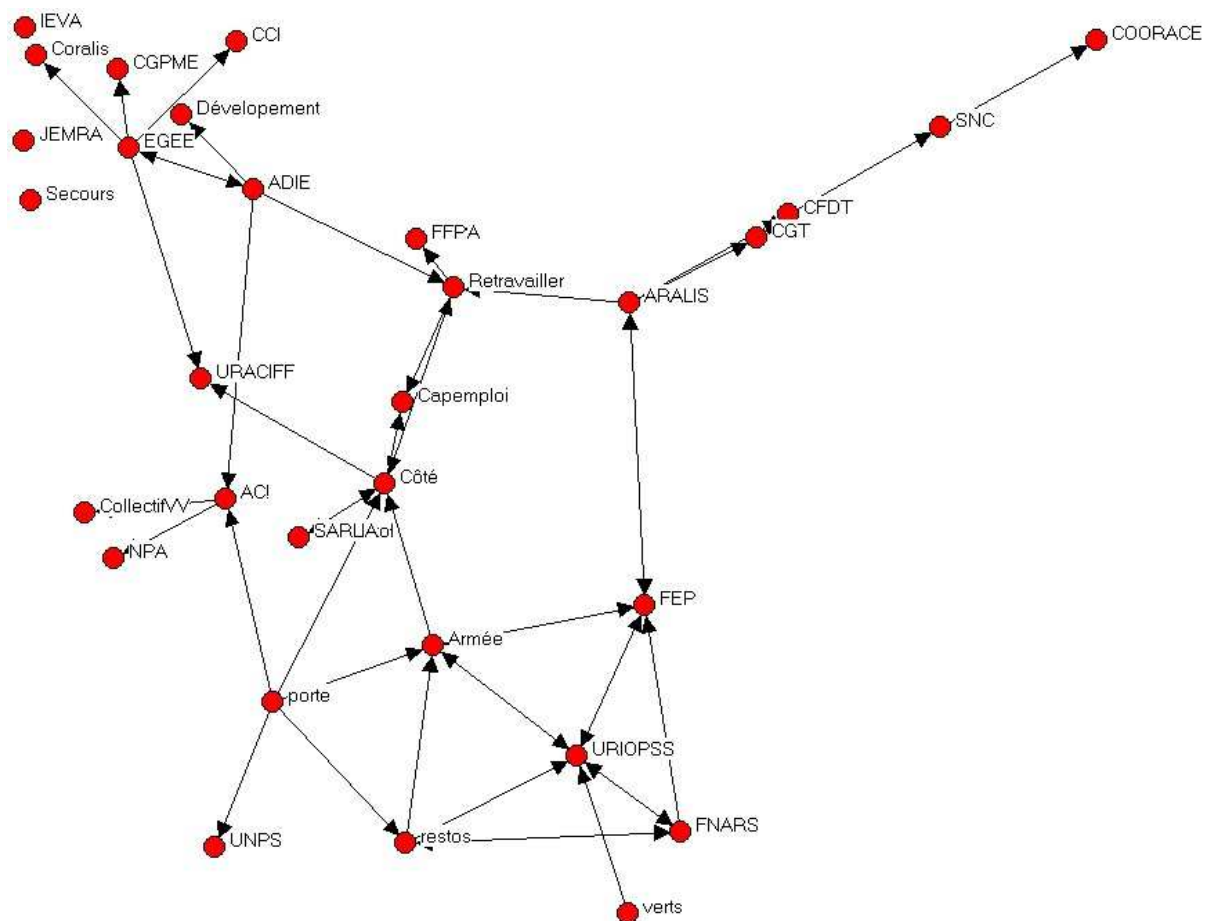 IEVA
CCI
COORACE
Coralis
CGPME
Dévelopement
SNC
JEMRA
EGEE
ADIE
Secours
CFDT
FFPA
CGT
Retravailler
ARALIS
URACIFF
Capemploi
Côté
AC!
CollectifVV
NPA
FEP
Armée
porte
URIOPSS
restos
FNARS
UNPS
verts